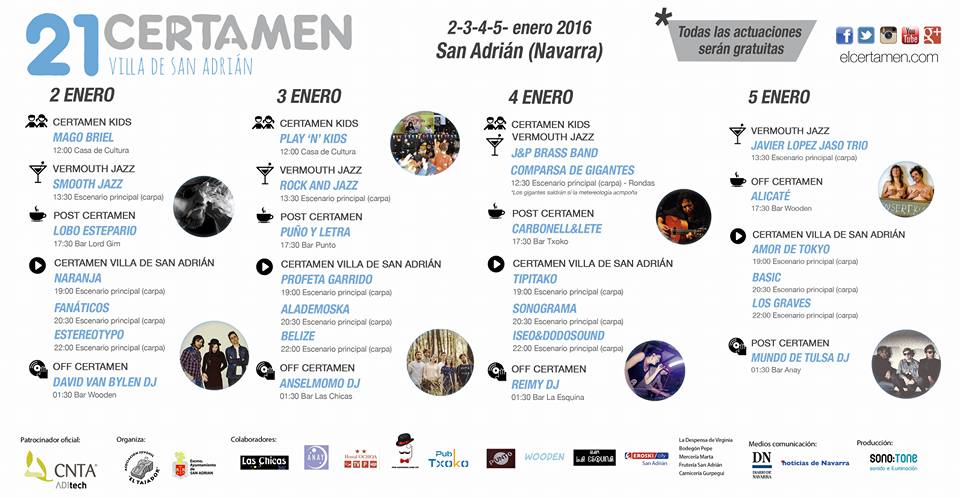 21 CERTAMEN
VILLA DE SAN ADRIÁN
2-3-4-5- enero 2016
San Adrián (Navarra)
* Todas las actuaciones
serán gratuitas
You Tube
elcertamen.com
2 ENERO
CERTAMEN KIDS
MAGO BRIEL
12:00 Casa de Cultura
VERMOUTH JAZZ
SMOOTH JAZZ
13:30 Escenario principal (carpa)
POST CERTAMEN
LOBO ESTEPARIO
17:30 Bar Lord Gim
CERTAMEN VILLA DE SAN ADRIÁN
NARANJA
19:00 Escenario principal (carpa)
FANÁTICOS
20:30 Escenario principal (carpa)
ESTEREOTYPO
22:00 Escenario principal (carpa)
OFF CERTAMEN
DAVID VAN BYLEN DJ
01:30 Bar Wooden
3 ENERO
CERTAMEN KIDS
PLAY 'N' KIDS
12:00 Casa de Cultura
VERMOUTH JAZZ
ROCK AND JAZZ
13:30 Escenario principal (carpa)
POST CERTAMEN
PUÑO Y LETRA
17:30 Bar Punto
CERTAMEN VILLA DE SAN ADRIÁN
PROFETA GARRIDO
19:00 Escenario principal (carpa)
ALADEMOSKA
20:30 Escenario principal (carpa)
BELIZE
22:00 Escenario principal (carpa)
OFF CERTAMEN
ANSELMOMO DJ
01:30 Bar Las Chicas
4 ENERO
CERTAMEN KIDS
VERMOUTH JAZZ
J&P BRASS BAND
COMPARSA DE GIGANTES
12:30 Escenario principal (carpa) - Rondas
*Los gigantes saldrán si la metereología acmpaña
POST CERTAMEN
CARBONELL&LETE
17:30 Bar Txoko
CERTAMEN VILLA DE SAN ADRIÁN
TIPITAKO
19:00 Escenario principal (carpa)
SONOGRAMA
20:30 Escenario principal (carpa)
ISEO&DODOSOUND
22:00 Escenario principal (carpa)
OFF CERTAMEN
REIMY DJ
01:30 Bar La Esquina
5 ENERO
VERMOUTH JAZZ
JAVIER LOPEZ JASO TRIO
13:30 Escenario principal (carpa)
OFF CERTAMEN
ALICATÉ
17:30 Bar Wooden
CERTAMEN VILLA DE SAN ADRIÁN
AMOR DE TOKYO
19:00 Escenario principal (carpa)
BASIC
20:30 Escenario principal (carpa)
LOS GRAVES
22:00 Escenario principal (carpa)
POST CERTAMEN
MUNDO DE TULSA DJ
01:30 Bar Anay
Patrocinador oficial:
CNTA
ADItech
Organiza:
EL TAJADOR
Excmo.
Ayuntamiento
SAN ADRIAN
Colaboradores:
Las Chicas
ANAY
Hostal OCHOA
Pub
Txoko
PUNTO
WOODEN
LA ESQUINA
EROSKI/city
San Adrián
La Despensa de Virginia
Bodegón Pepe
Mercería Marta
Frutería San Adrián
Carnicería Gurpegui
Medios comunicación:
DN
DIARIO DE
NAVARRA
noticias de Navarra
Producción:
SONO:TONE
sonido e iluminación